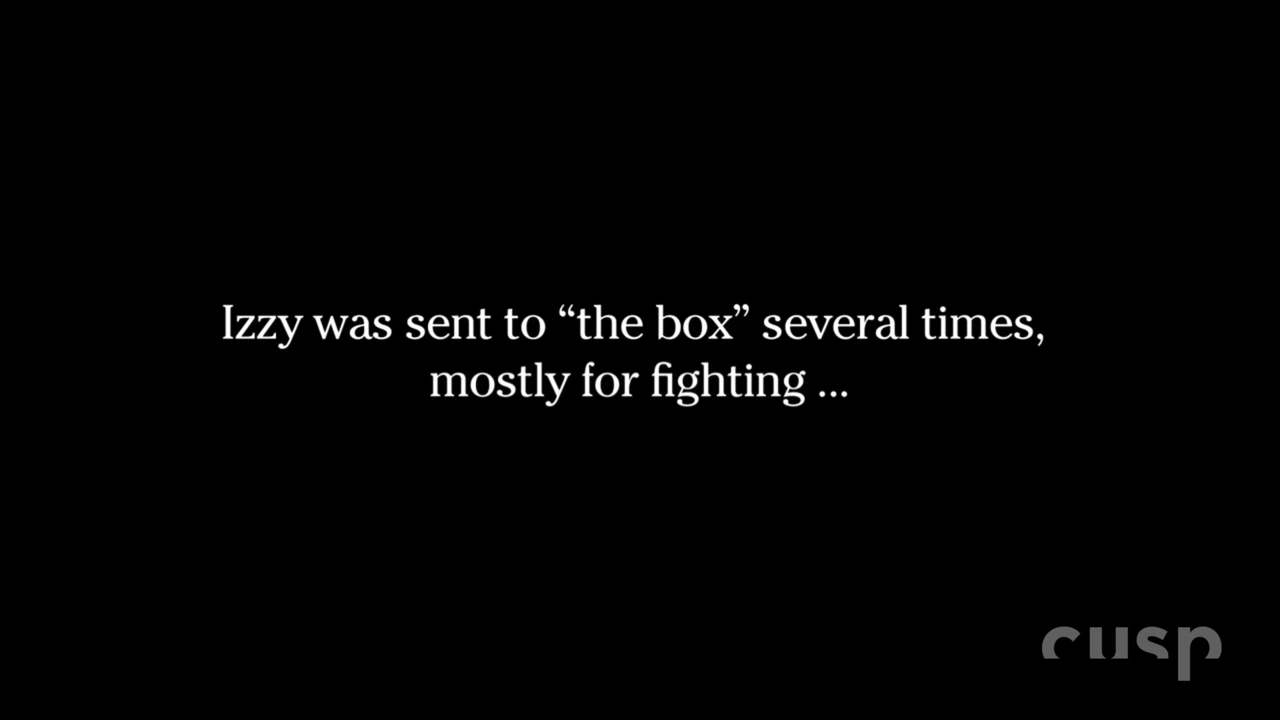 Izzy was sent to “the box” several times,
mostly for fighting ...
cusp